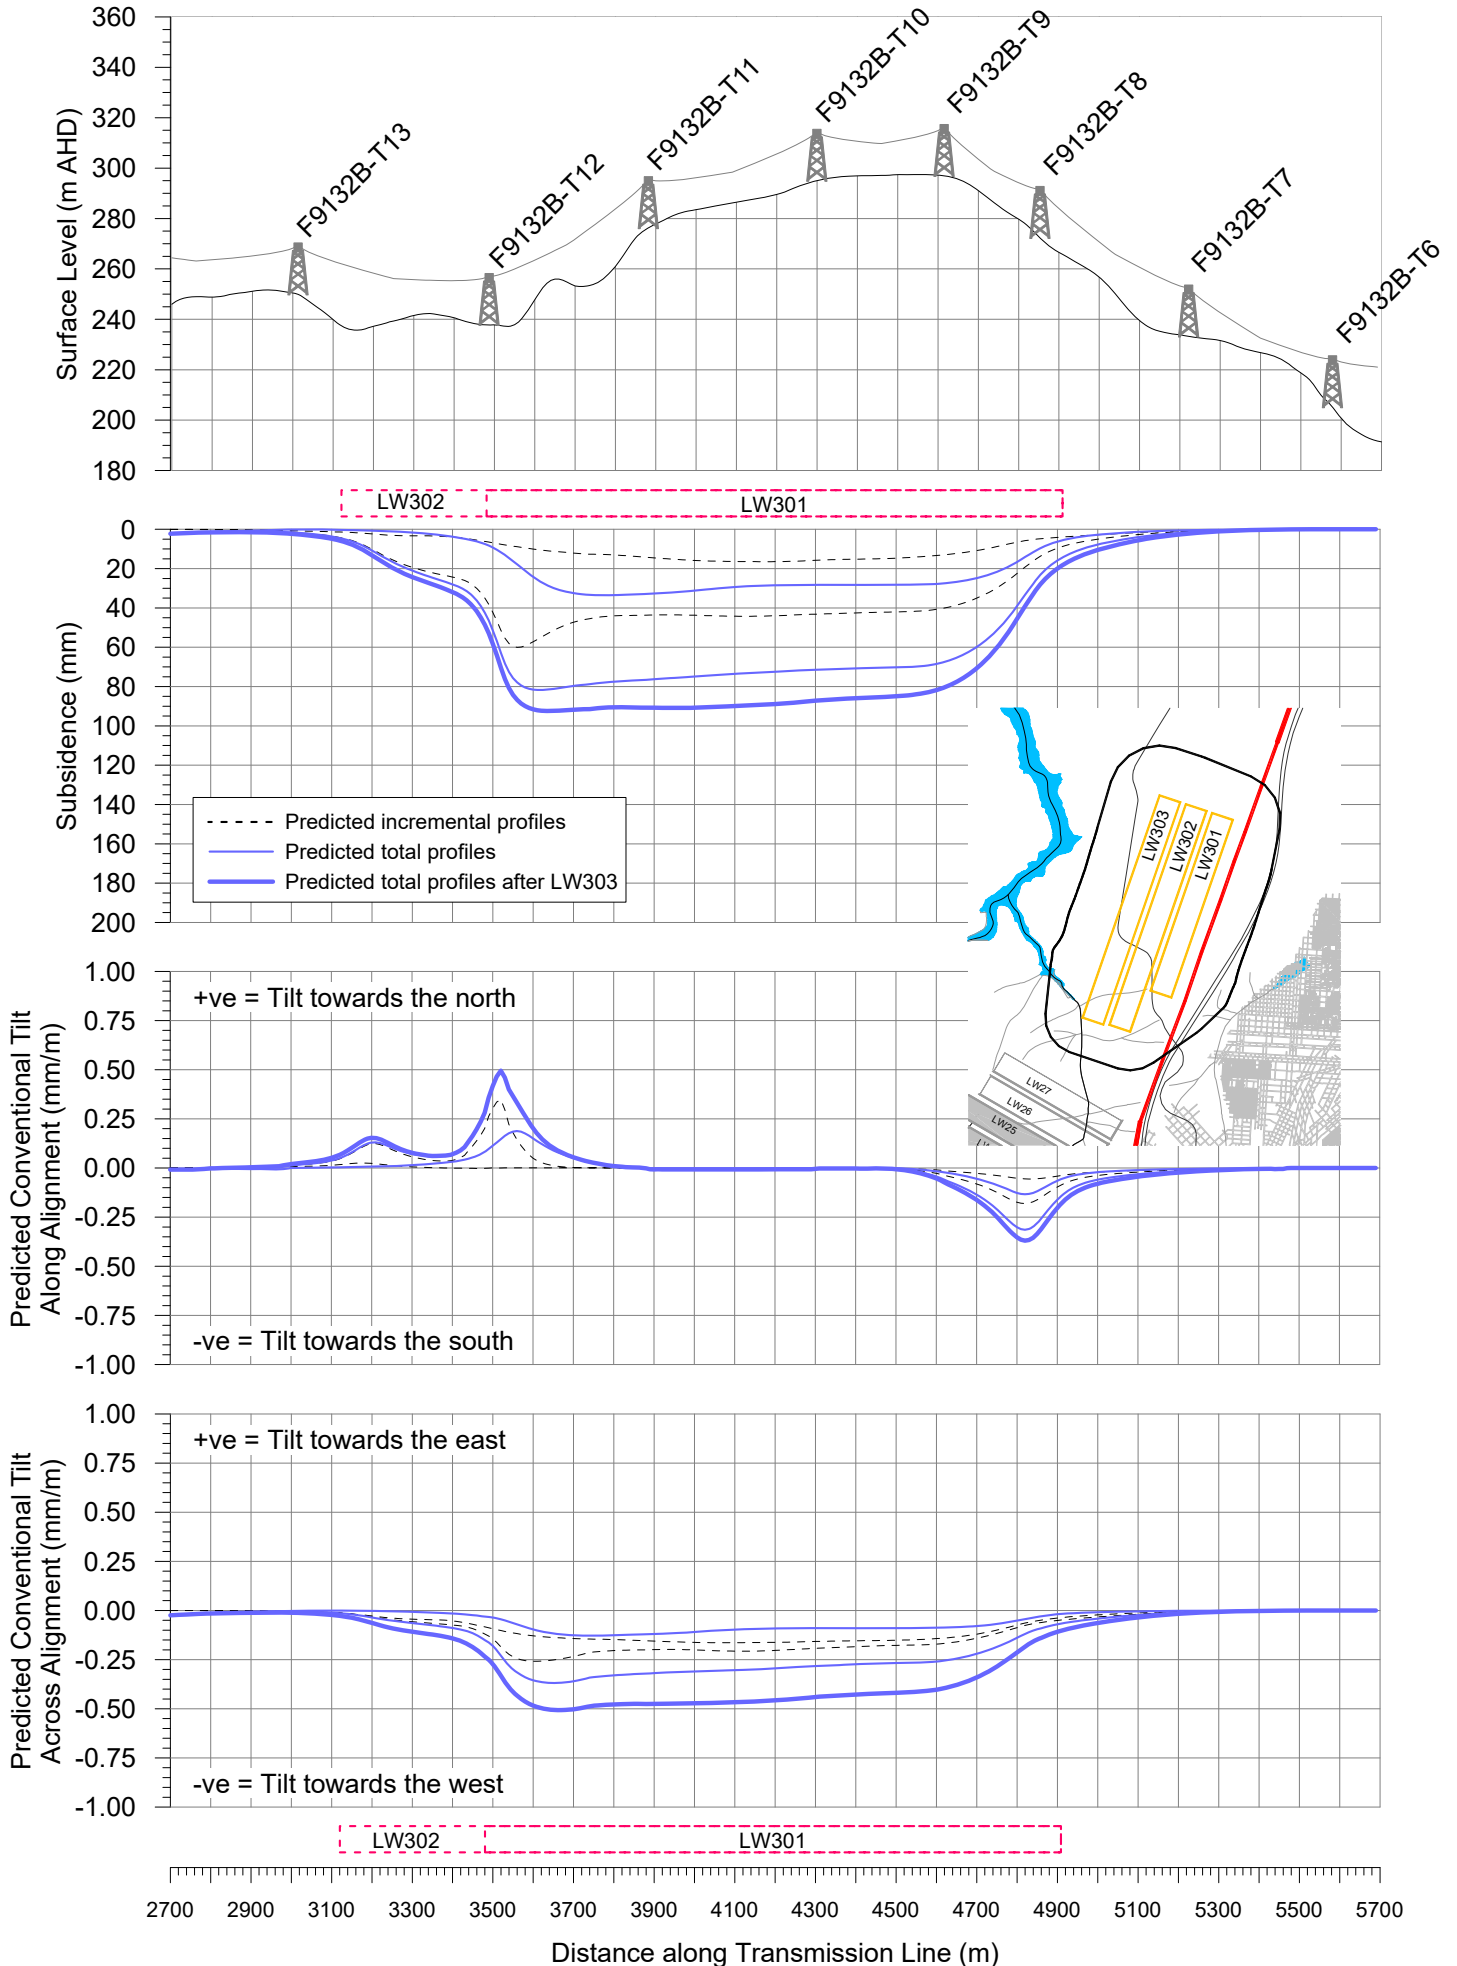 360
340
320
300
280
260
240
220
200
180
Surface Level (m AHD)
F9132B-T13
F9132B-T12
F9132B-T11
F9132B-T10
F9132B-T9
F9132B-T8
F9132B-T7
F9132B-T6
LW302
LW301
0
20
40
60
80
100
120
140
160
180
200
Subsidence (mm)
Predicted incremental profiles
Predicted total profiles
Predicted total profiles after LW303
LW303
LW302
LW301
LW27
LW26
LW25
1.00
0.75
0.50
0.25
0.00
-0.25
-0.50
-0.75
-1.00
Predicted Conventional Tilt
Along Alignment (mm/m)
+ve = Tilt towards the north
-ve = Tilt towards the south
1.00
0.75
0.50
0.25
0.00
-0.25
-0.50
-0.75
-1.00
Predicted Conventional Tilt
Across Alignment (mm/m)
+ve = Tilt towards the east
-ve = Tilt towards the west
LW302
LW301
2700 2900 3100 3300 3500 3700 3900 4100 4300 4500 4700 4900 5100 5300 5500 5700
Distance along Transmission Line (m)